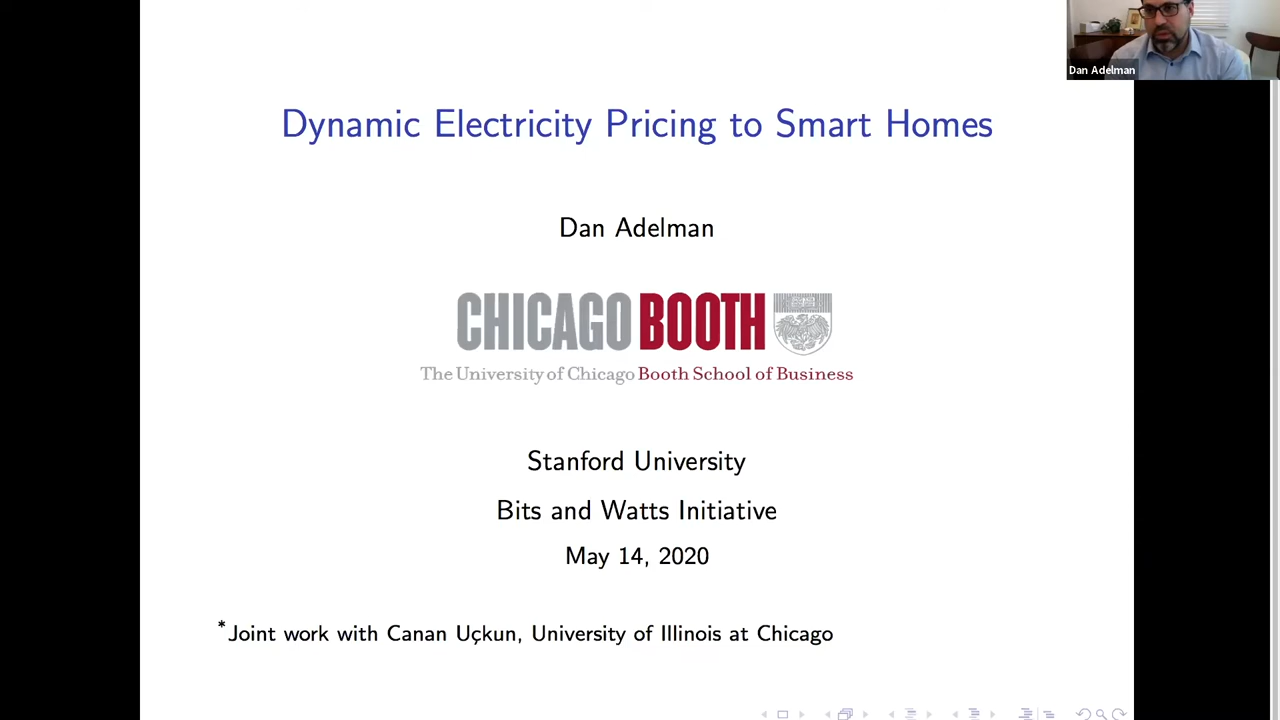 Dan Adelman
Dynamic Electricity Pricing to Smart Homes
Dan Adelman
CHICAGO BOOTH
The University of Chicago Booth School of Business
Stanford University
Bits and Watts Initiative
May 14, 2020
*Joint work with Canan Uçkun, University of Illinois at Chicago